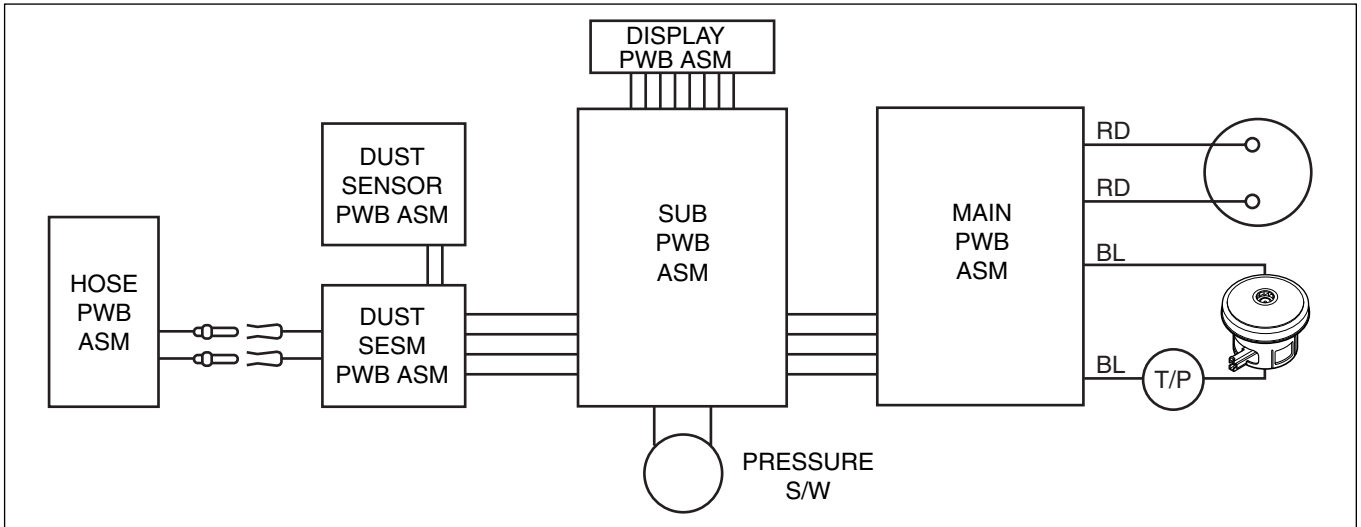 DISPLAY
PWB ASM
DUST
SENSOR
PWB ASM
HOSE
PWB
ASM
DUST
SESM
PWB ASM
SUB
PWB
ASM
PRESSURE
S/W
MAIN
PWB
ASM
RD
RD
BL
BL
T/P